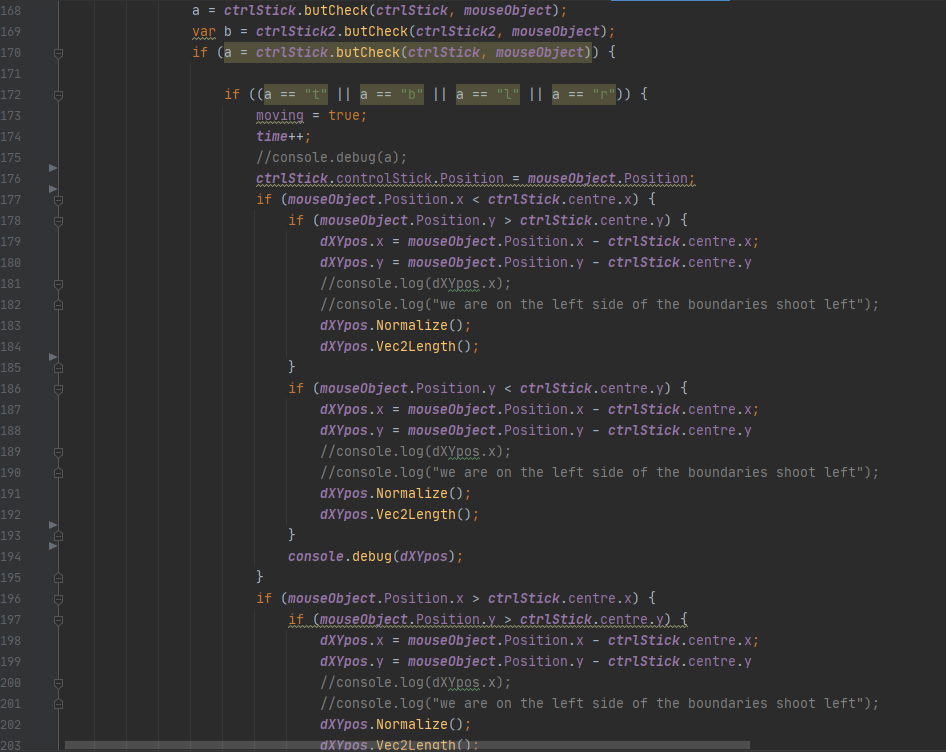 168 a = ctrlStick.butCheck(ctrlStick, mouseObject);
169 var b = ctrlStick2.butCheck(ctrlStick2, mouseObject);
170 if (a = ctrlStick.butCheck(ctrlStick, mouseObject)) {
171
172 if ((a == "t" || a == "b" || a == "l" || a == "r")) {
173 moving = true;
174 time++;
175 //console.debug(a);
176 ctrlStick.controlStick.Position = mouseObject.Position;
177 if (mouseObject.Position.x < ctrlStick.centre.x) {
178 if (mouseObject.Position.y > ctrlStick.centre.y) {
179 dXYpos.x = mouseObject.Position.x - ctrlStick.centre.x;
180 dXYpos.y = mouseObject.Position.y - ctrlStick.centre.y
181 //console.log(dXYpos.x);
182 //console.log("we are on the left side of the boundaries shoot left");
183 dXYpos.Normalize();
184 dXYpos.Vec2Length();
185 }
186 if (mouseObject.Position.y < ctrlStick.centre.y) {
187 dXYpos.x = mouseObject.Position.x - ctrlStick.centre.x;
188 dXYpos.y = mouseObject.Position.y - ctrlStick.centre.y
189 //console.log(dXYpos.x);
190 //console.log("we are on the left side of the boundaries shoot left");
191 dXYpos.Normalize();
192 dXYpos.Vec2Length();
193 }
194 console.debug(dXYpos);
195 }
196 if (mouseObject.Position.x > ctrlStick.centre.x) {
197 if (mouseObject.Position.y > ctrlStick.centre.y) {
198 dXYpos.x = mouseObject.Position.x - ctrlStick.centre.x;
199 dXYpos.y = mouseObject.Position.y - ctrlStick.centre.y
200 //console.log(dXYpos.x);
201 //console.log("we are on the left side of the boundaries shoot left");
202 dXYpos.Normalize();
203 dXYpos.Vec2Length();